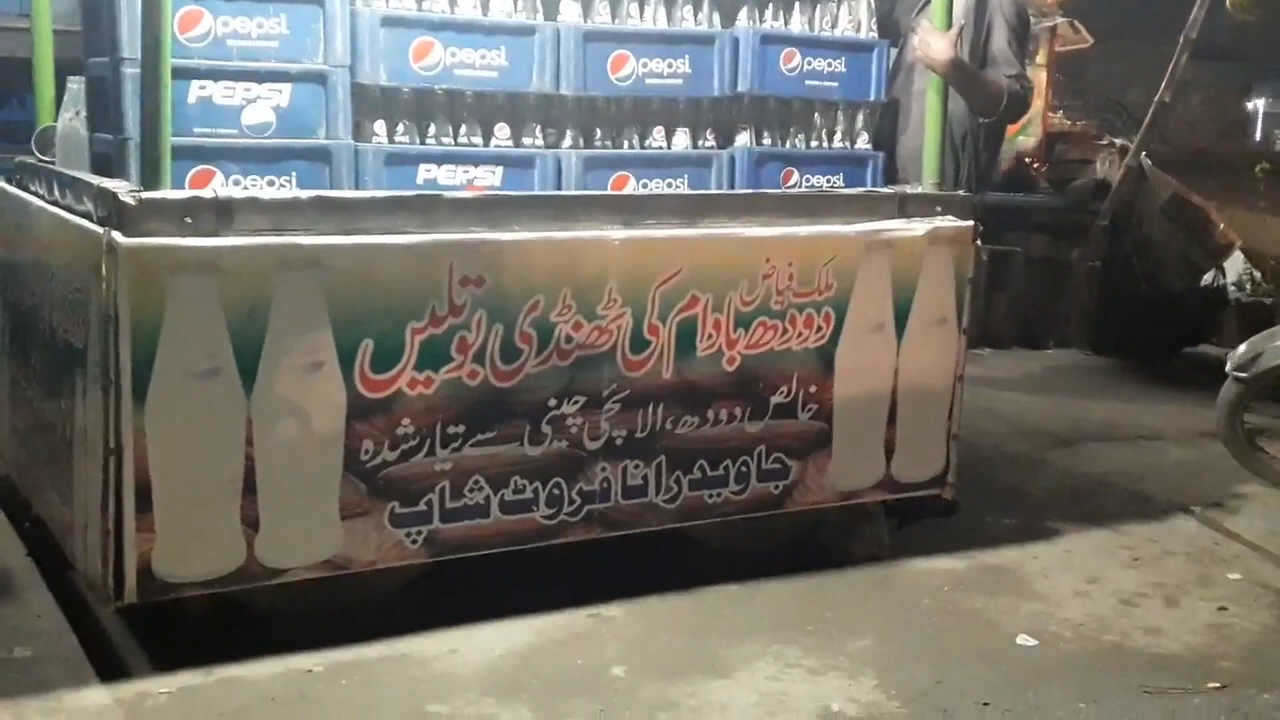 pepsi
pepsi
pepsi
pepsi
PEPSI
pepsi
PEPSI
pepsi
pepsi
ملک فیاض
دودھ بادام کی ٹھنڈی بوتلیں
خالص دودھ، الائچی چینی سے تیار شدہ
جاوید رانا فروٹ شاپ